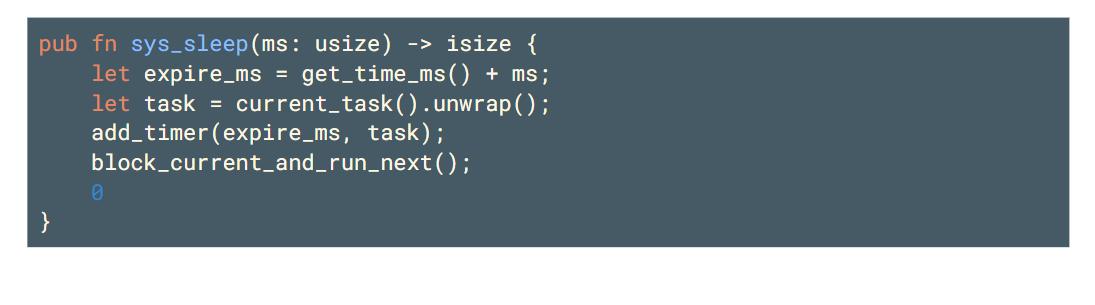 pub fn sys_sleep(ms: usize) -> isize {
    let expire_ms = get_time_ms() + ms;
    let task = current_task().unwrap();
    add_timer(expire_ms, task);
    block_current_and_run_next();
    0
}